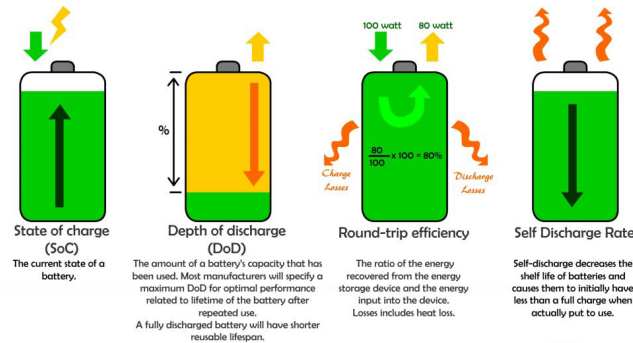 100 watt
80 watt
%
80
100
x 100 = 80%
Charge
Losses
Discharge
Losses
State of charge
(SoC)
The current state of a
battery.
Depth of discharge
(DoD)
The amount of a battery's capacity that has
been used. Most manufacturers will specify a
maximum DoD for optimal performance
related to lifetime of the battery after
repeated use.
A fully discharged battery will have shorter
reusable lifespan.
Round-trip efficiency
The ratio of the energy
recovered from the energy
storage device and the energy
input into the device.
Losses includes heat loss.
Self Discharge Rate
Self-discharge decreases the
shelf life of batteries and
causes them to initially have
less than a full charge when
actually put to use.